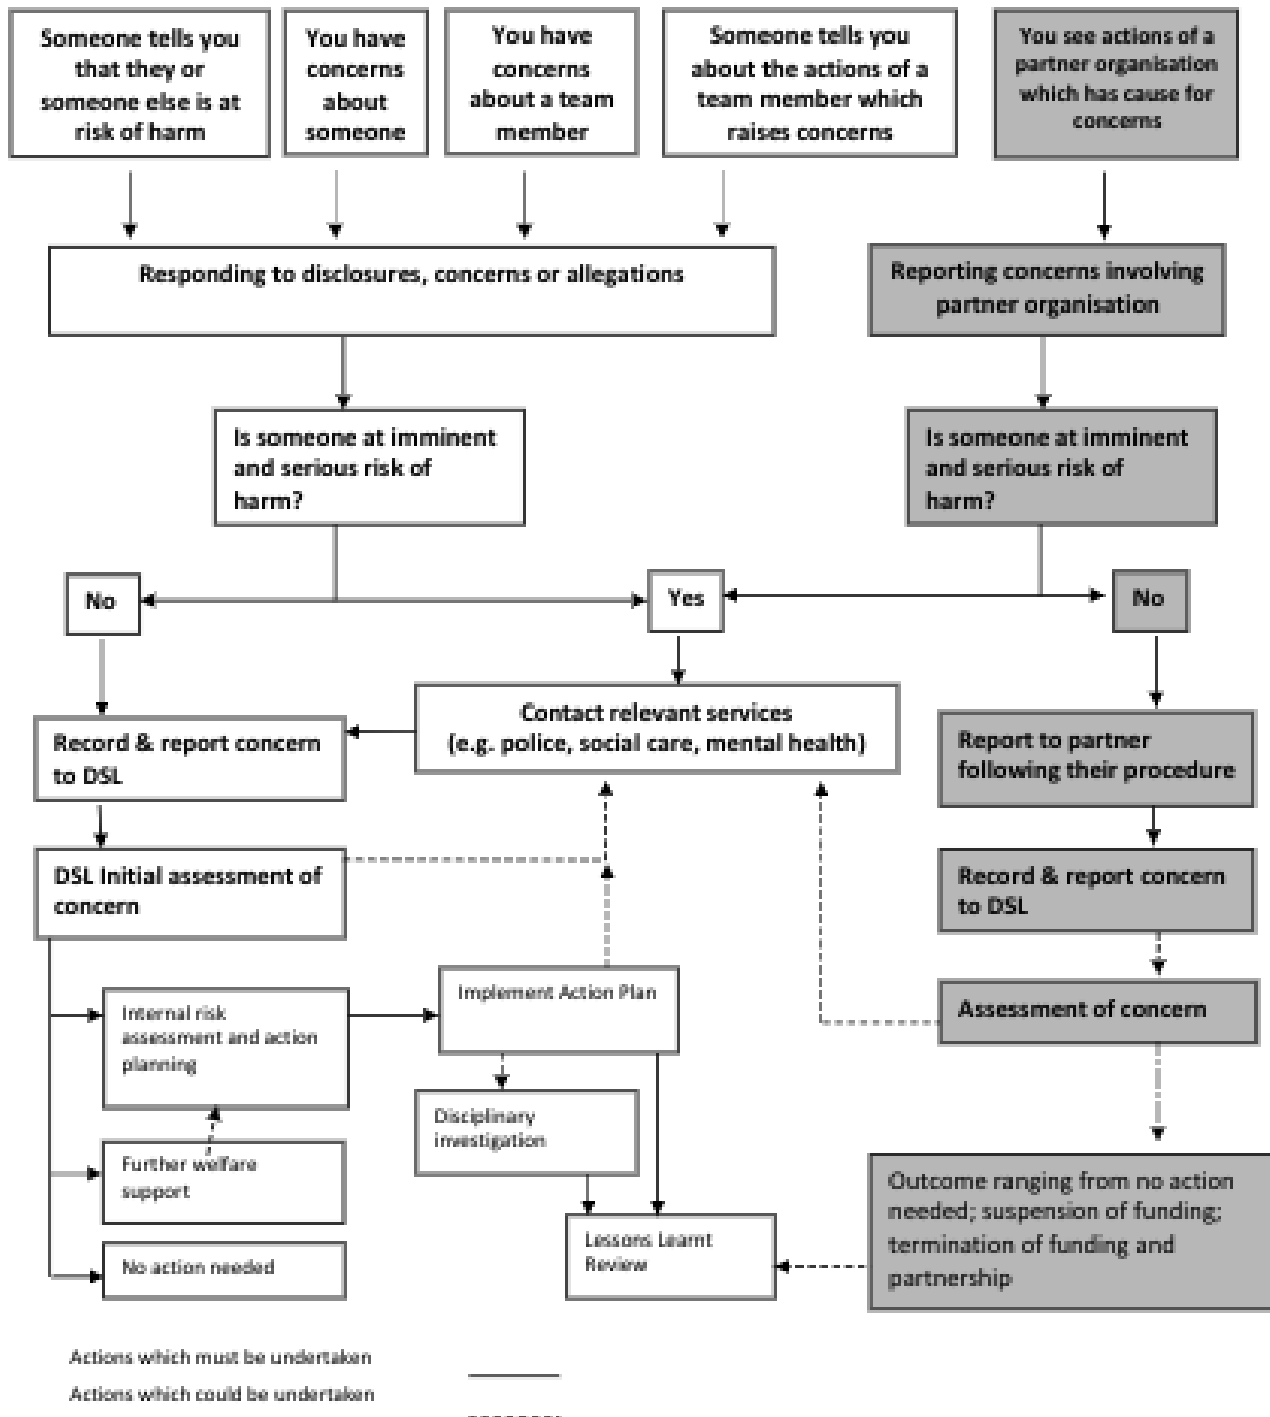 Someone tells you
that they or
someone else is at
risk of harm
You have
concerns
about
someone
You have
concerns
about a team
member
Someone tells you
about the actions of a
team member which
raises concerns
You see actions of a
partner organisation
which has cause for
concerns
Responding to disclosures, concerns or allegations
Reporting concerns involving
partner organisation
Is someone at imminent
and serious risk of
harm?
Is someone at imminent
and serious risk of
harm?
No
Yes
No
Contact relevant services
(e.g. police, social care, mental health)
Record & report concern
to DSL
Report to partner
following their procedure
DSL Initial assessment of
concern
Record & report concern
to DSL
Internal risk
assessment and action
planning
Implement Action Plan
Assessment of concern
Disciplinary
investigation
Further welfare
support
Outcome ranging from no action
needed; suspension of funding;
termination of funding and
partnership
Lessons Learnt
Review
No action needed
Actions which must be undertaken
Actions which could be undertaken